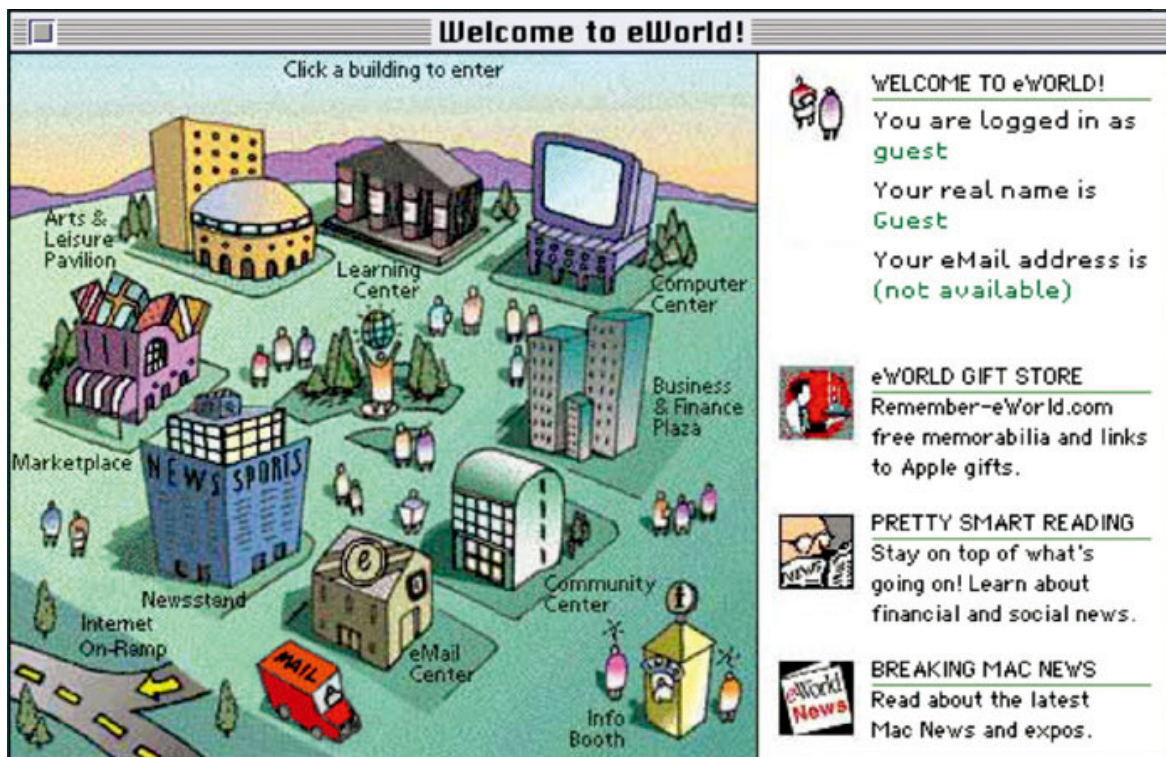 Welcome to eWorld!
Click a building to enter
Arts &
Leisure
Pavilion
Learning
Center
Computer
Center
Business
& Finance
Plaza
Marketplace
NEWS SPORTS
Newsstand
Community
Center
e
eMail
Center
MAIL
Internet
On-Ramp
i
Info
Booth
WELCOME TO eWORLD!
You are logged in as
guest
Your real name is
Guest
Your eMail address is
(not available)
eWORLD GIFT STORE
Remember-eWorld.com
free memorabilia and links
to Apple gifts.
NEWS
PRETTY SMART READING
Stay on top of what's
going on! Learn about
financial and social news.
eWorld
News
BREAKING MAC NEWS
Read about the latest
Mac News and expos.